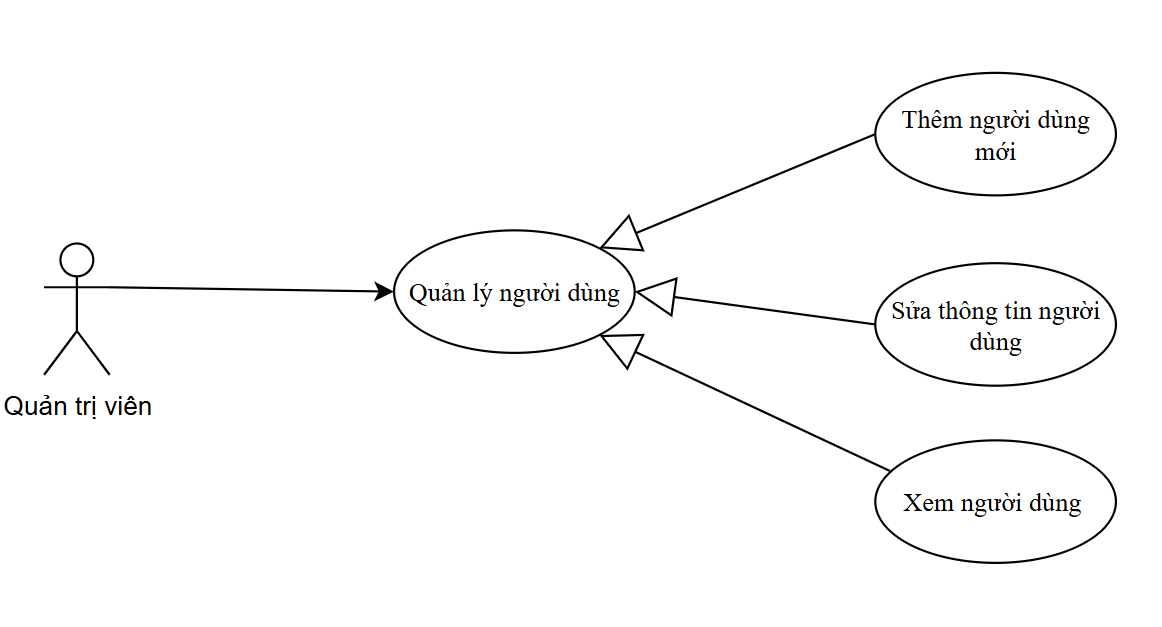 Thêm người dùng
mới
Quản lý người dùng
Sửa thông tin người
dùng
Quản trị viên
Xem người dùng